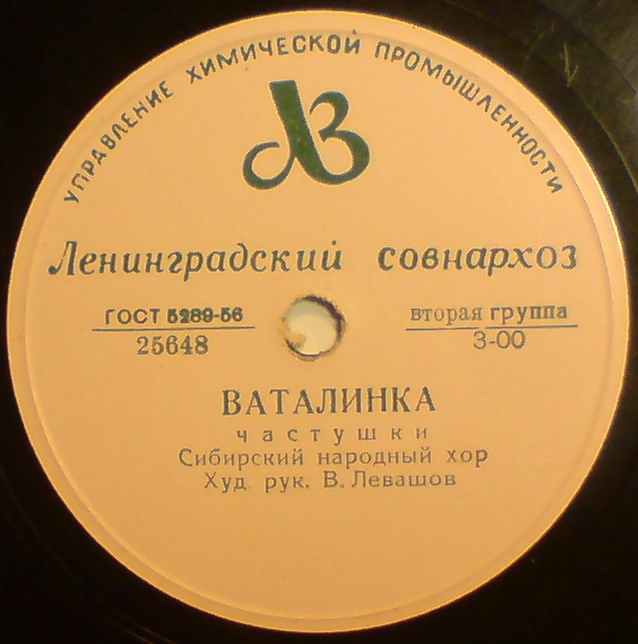 УПРАВЛЕНИЕ ХИМИЧЕСКОЙ ПРОМЫШЛЕННОСТИ
ЛЗ
Ленинградский совнархоз
ГОСТ 5289-56
25648
вторая группа
3-00
ВАТАЛИНКА
частушки
Сибирский народный хор
Худ. рук. В. Левашов